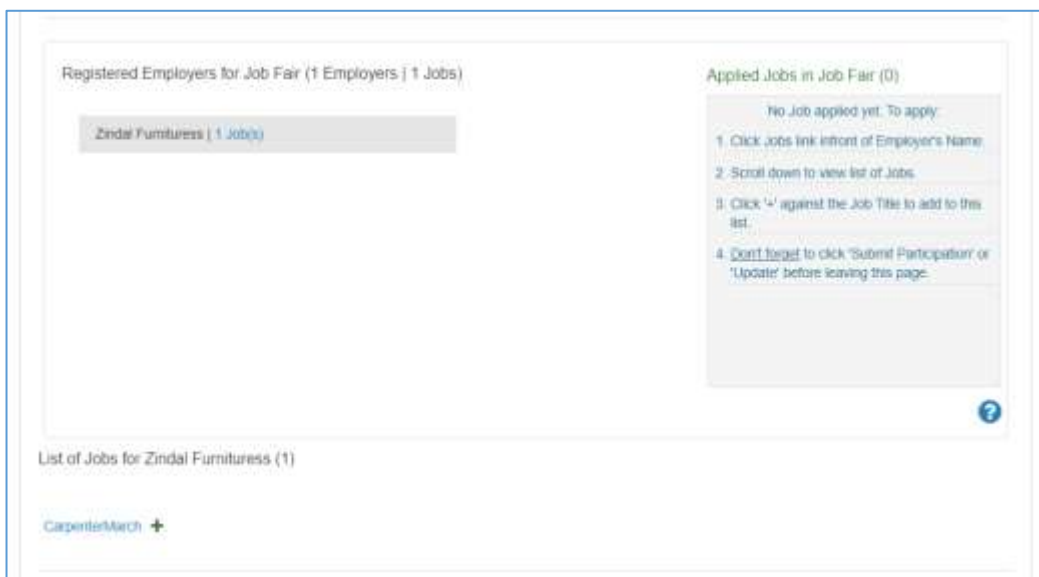 Registered Employers for Job Fair (1 Employers | 1 Jobs)
Zindal Furnituress | 1 Job(s)
Applied Jobs in Job Fair (0)
No Job applied yet. To apply:
1. Click Jobs link infront of Employer's Name.
2. Scroll down to view list of Jobs.
3. Click '+' against the Job Title to add to this
list.
4. Don't forget to click 'Submit Participation' or
'Update' before leaving this page.
?
List of Jobs for Zindal Furnituress (1)
CarpenterMarch +